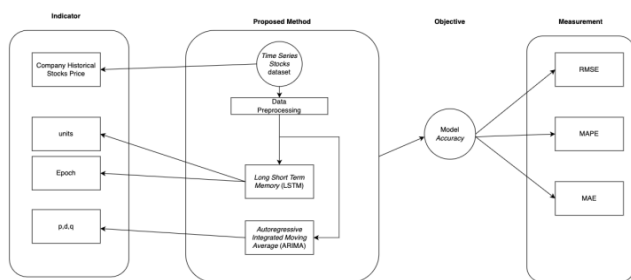 Indicator
Proposed Method
Objective
Measurement
Company Historical
Stocks Price
units
Epoch
p,d,q
Time Series
Stocks
dataset
Data
Preprocessing
Long Short Term
Memory (LSTM)
Autoregressive
Integrated Moving
Average (ARIMA)
Model
Accuracy
RMSE
MAPE
MAE